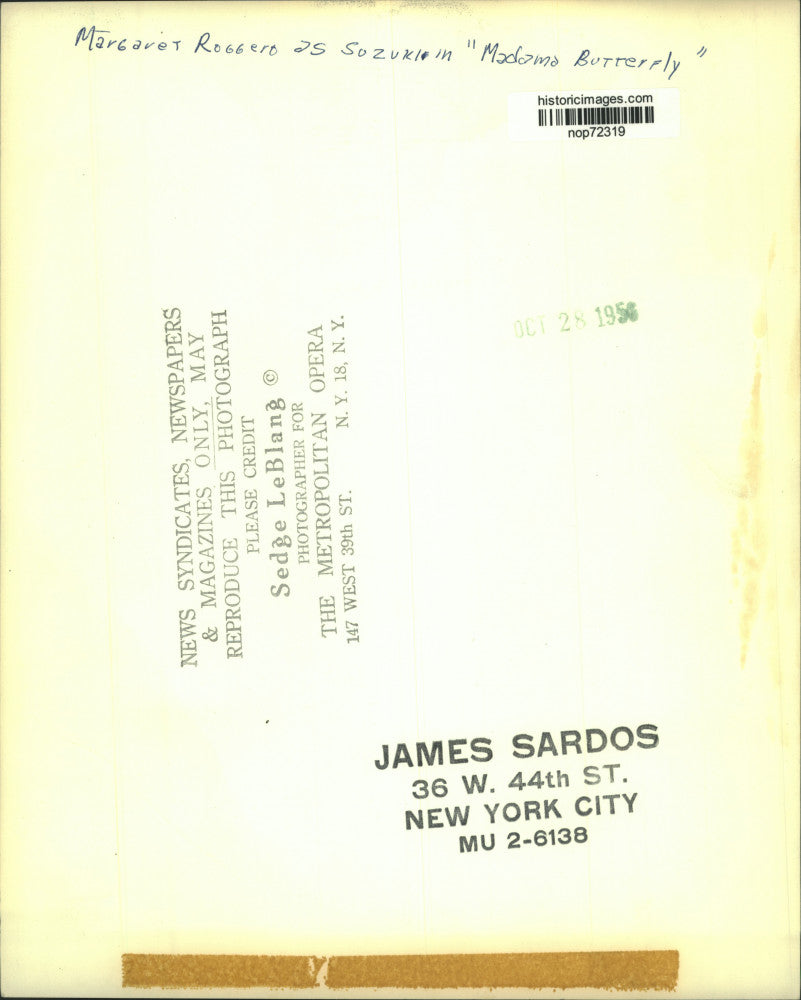 Margaret Roggero as Suzuki in "Madama Butterfly"
historicimages.com
nop72319
OCT 28 1956
NEWS SYNDICATES, NEWSPAPERS
& MAGAZINES ONLY, MAY
REPRODUCE THIS PHOTOGRAPH
PLEASE CREDIT
Sedge LeBlang ©
PHOTOGRAPHER FOR
THE METROPOLITAN OPERA
147 WEST 39th ST. N. Y. 18, N. Y.
JAMES SARDOS
36 W. 44th ST.
NEW YORK CITY
MU 2-6138